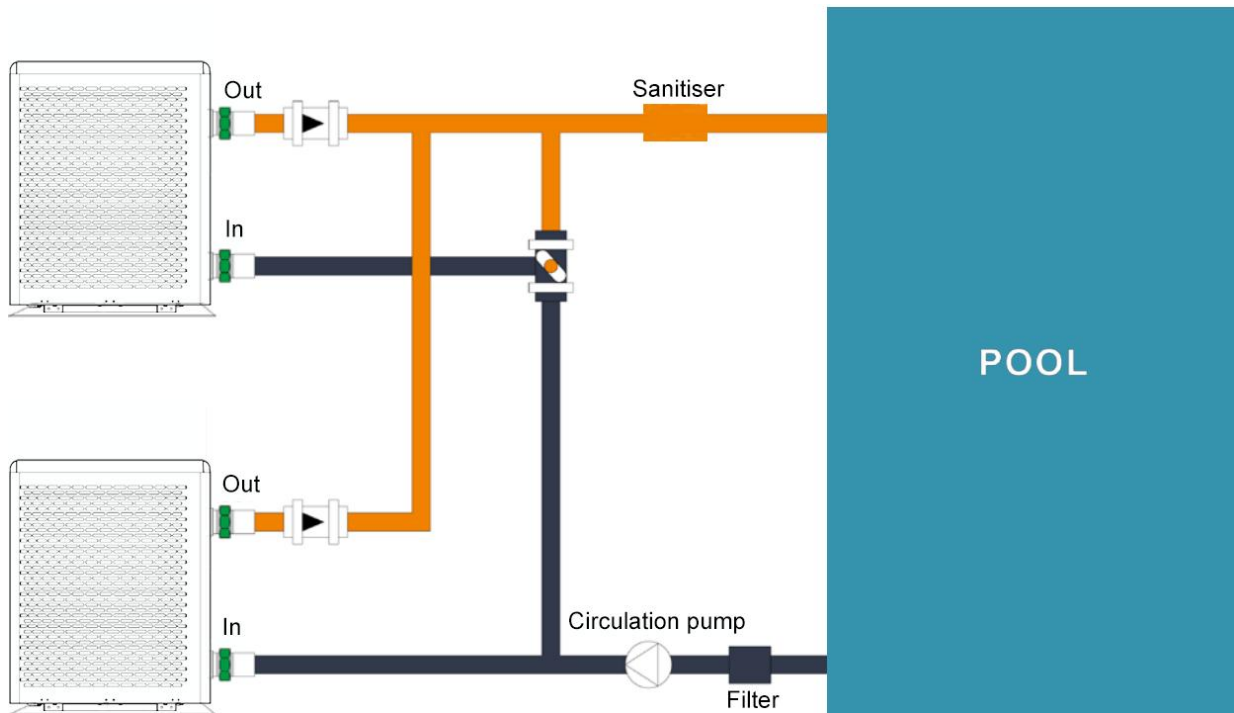 Out
Sanitiser
In
POOL
Out
In
Circulation pump
Filter